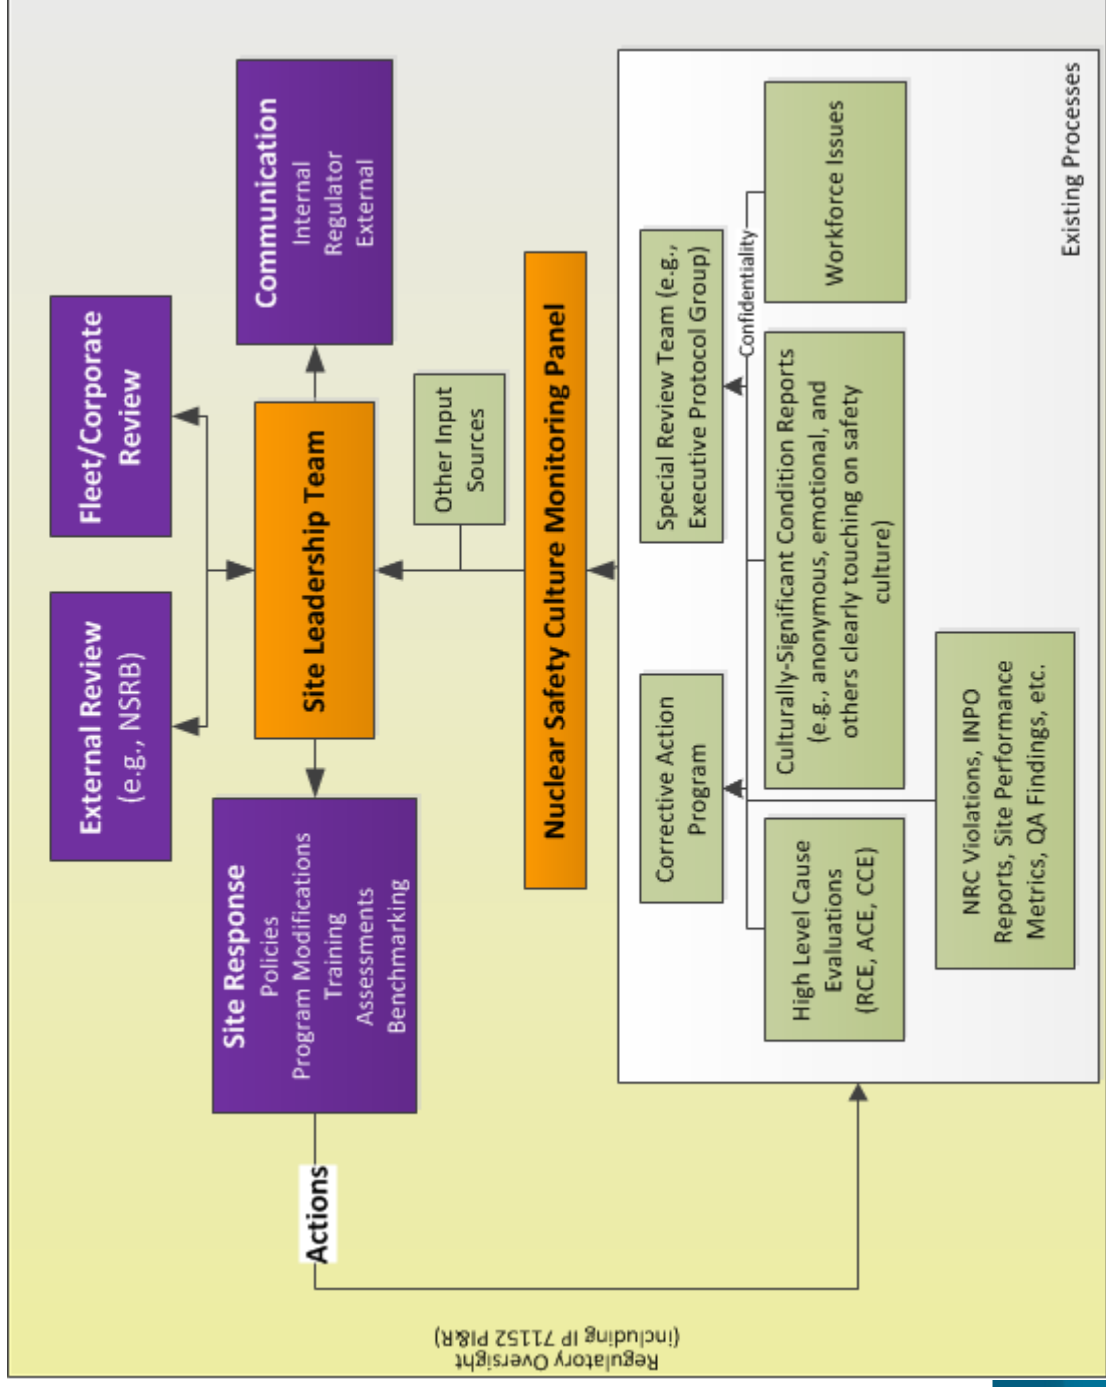 Regulatory Oversight
(including IP 71152 PI&R)
External Review
(e.g., NSRB)
Fleet/Corporate
Review
Site Response
Policies
Program Modifications
Training
Assessments
Benchmarking
Site Leadership Team
Communication
Internal
Regulator
External
Actions
Other Input
Sources
Nuclear Safety Culture Monitoring Panel
Corrective Action
Program
Special Review Team (e.g.,
Executive Protocol Group)
Confidentiality
High Level Cause
Evaluations
(RCE, ACE, CCE)
Culturally-Significant Condition Reports
(e.g., anonymous, emotional, and
others clearly touching on safety
culture)
Workforce Issues
NRC Violations, INPO
Reports, Site Performance
Metrics, QA Findings, etc.
Existing Processes